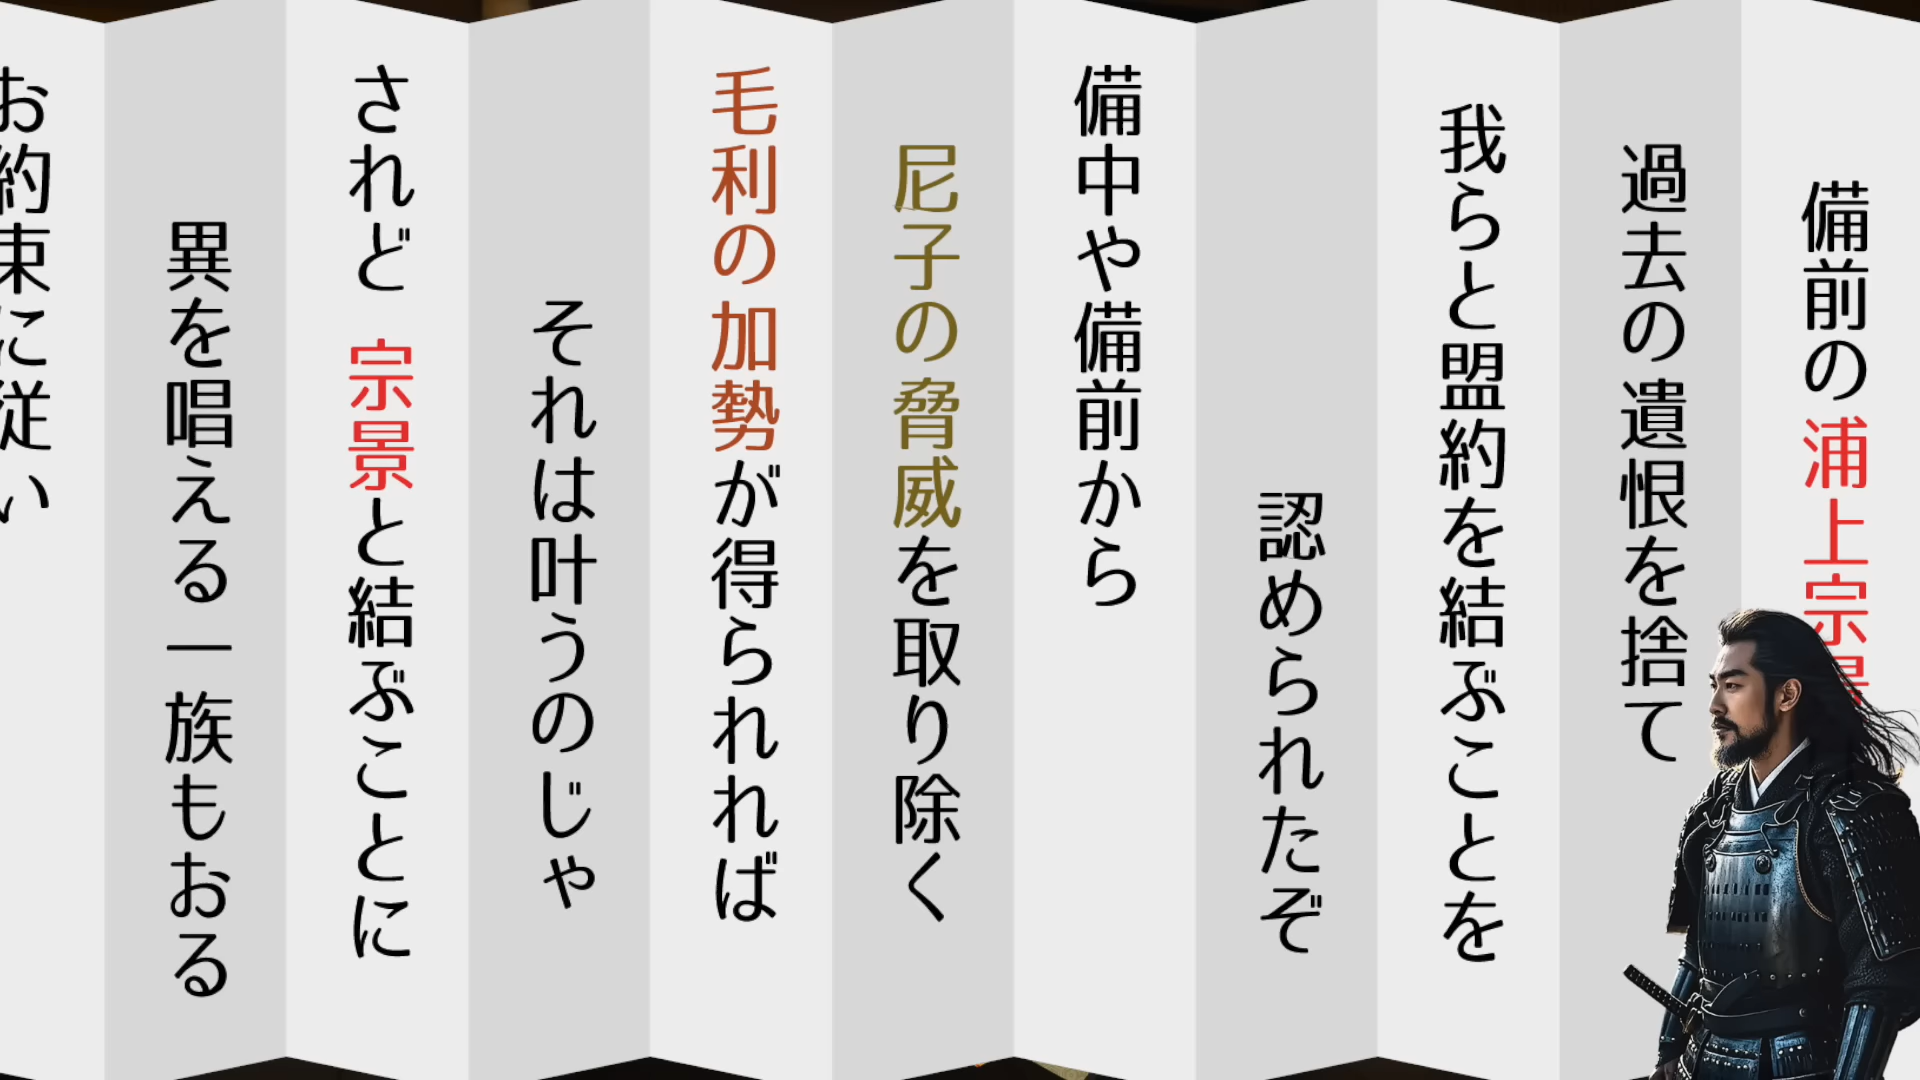 備前の浦上宗景
過去の遺恨を捨て
我らと盟約を結ぶことを
認められたぞ
備中や備前から
尼子の脅威を取り除く
毛利の加勢が得られれば
それは叶うのじゃ
されど 宗景と結ぶことに
異を唱える一族もおる
お約束に従い